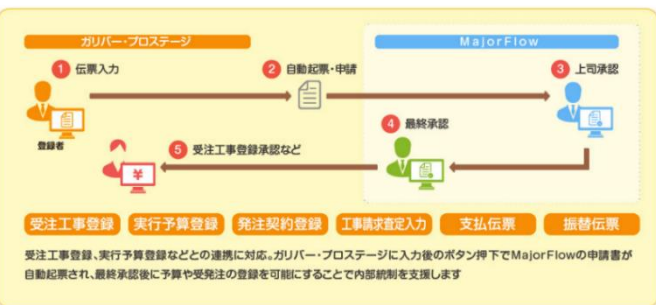 ガリバー・プロステージ
MajorFlow
1 伝票入力
2 自動起票・申請
3 上司承認
登録者
4 最終承認
5 受注工事登録承認など
¥
受注工事登録 実行予算登録 発注契約登録 工事請求査定入力 支払伝票 振替伝票
受注工事登録、実行予算登録などとの連携に対応。ガリバー・プロステージに入力後のボタン押下でMajorFlowの申請書が
自動起票され、最終承認後に予算や受発注の登録を可能にすることで内部統制を支援します